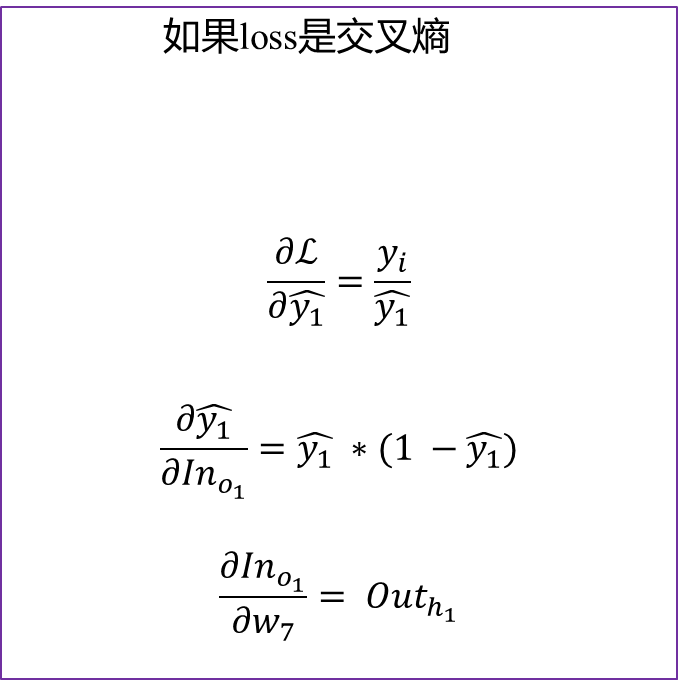 如果loss是交叉熵
∂ℒ/∂ŷ₁ = yᵢ/ŷ₁
∂ŷ₁/∂In_{o₁} = ŷ₁ * (1 − ŷ₁)
∂In_{o₁}/∂w₇ = Out_{h₁}